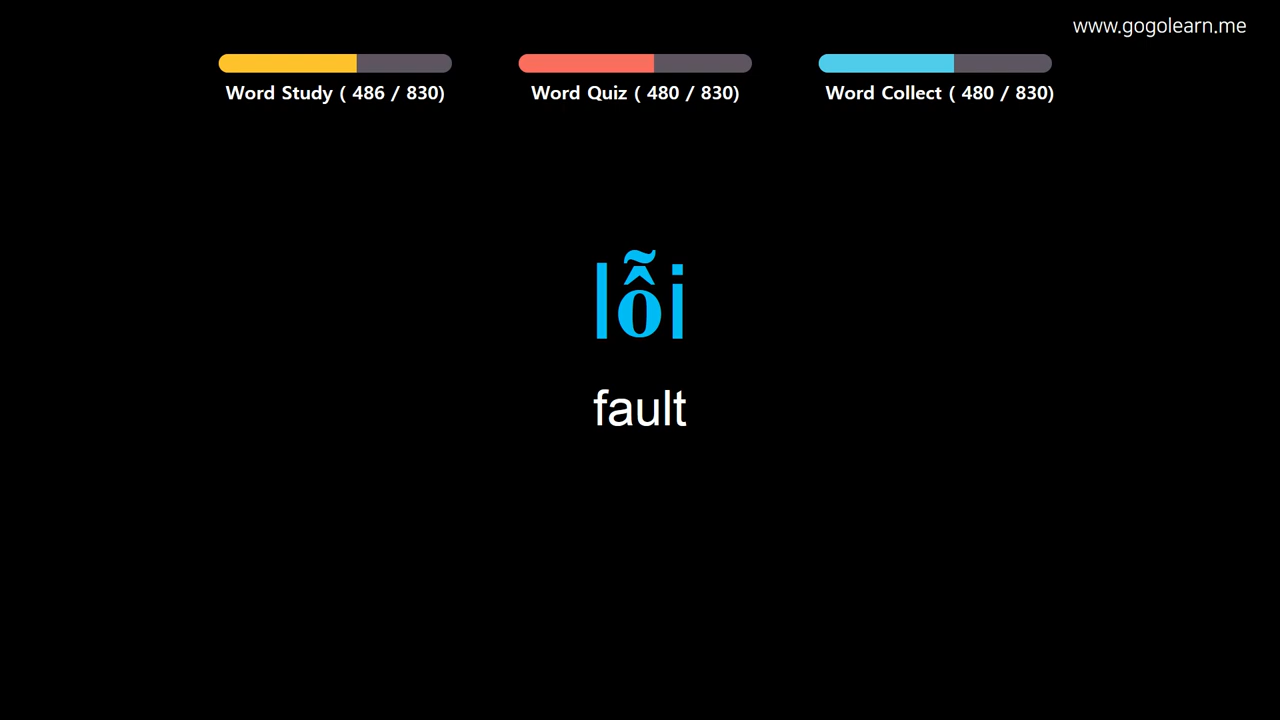 www.gogolearn.me
Word Study ( 486 / 830)
Word Quiz ( 480 / 830)
Word Collect ( 480 / 830)
lỗi
fault